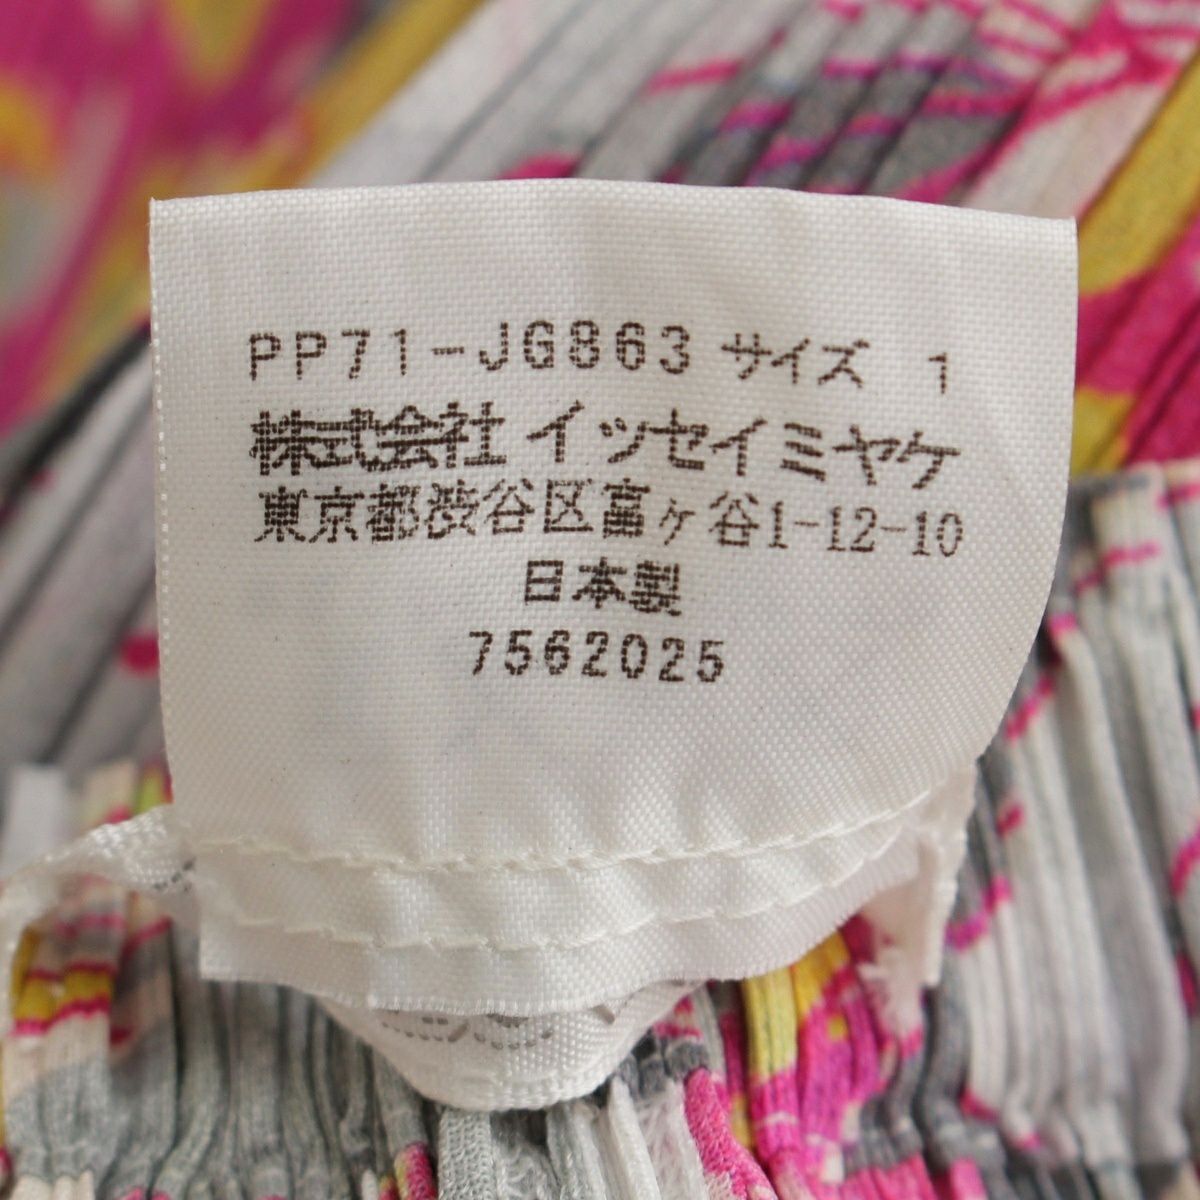 PP71-JG863 サイズ 1
株式会社 イッセイミヤケ
東京都渋谷区富ヶ谷1-12-10
日本製
7562025